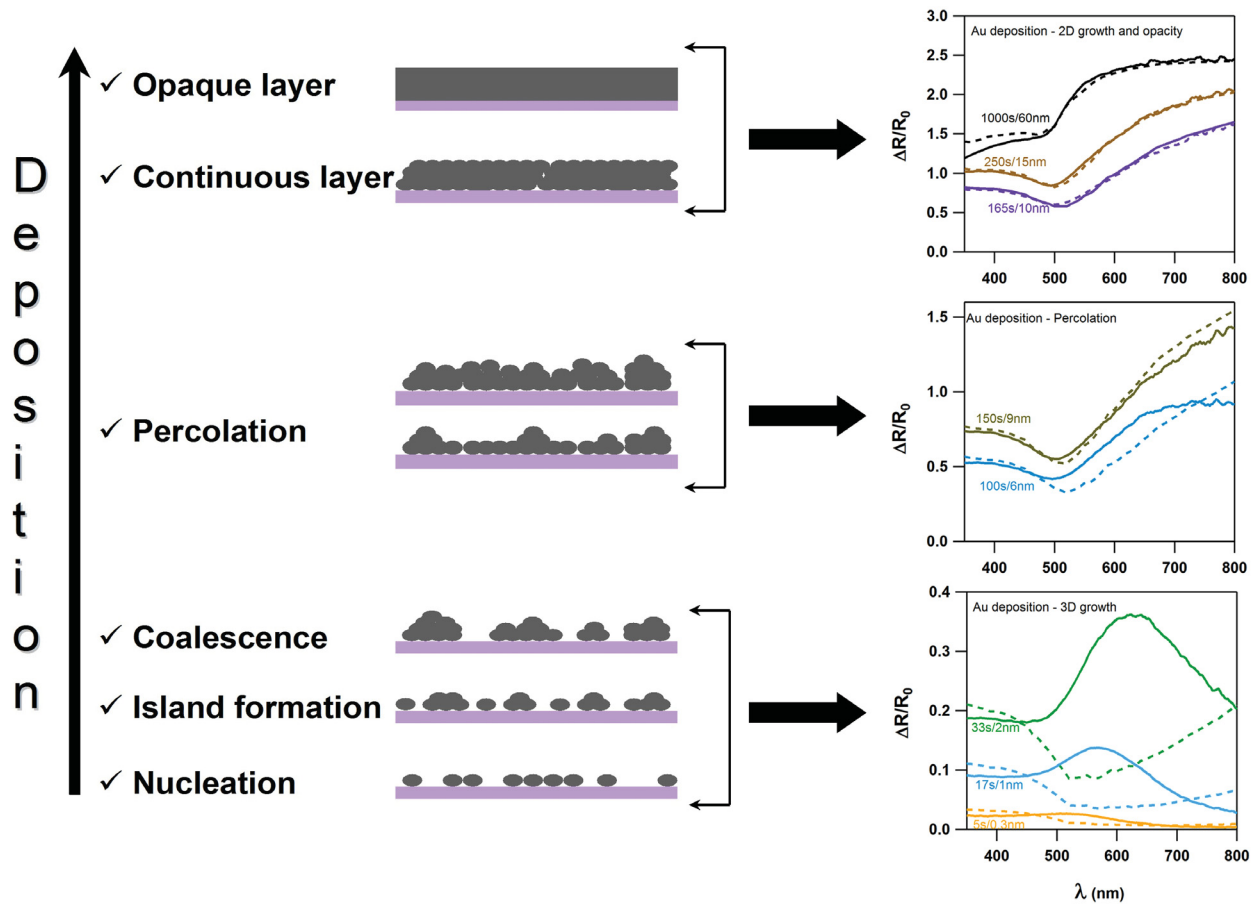 Deposition
✓ Opaque layer
✓ Continuous layer
✓ Percolation
✓ Coalescence
✓ Island formation
✓ Nucleation
3.0
2.5
2.0
1.5
1.0
0.5
0.0
ΔR/R0
Au deposition - 2D growth and opacity
1000s/60nm
250s/15nm
165s/10nm
400 500 600 700 800
1.5
1.0
0.5
0.0
ΔR/R0
Au deposition - Percolation
150s/9nm
100s/6nm
400 500 600 700 800
0.4
0.3
0.2
0.1
0.0
ΔR/R0
Au deposition - 3D growth
33s/2nm
17s/1nm
5s/0.3nm
400 500 600 700 800
λ (nm)